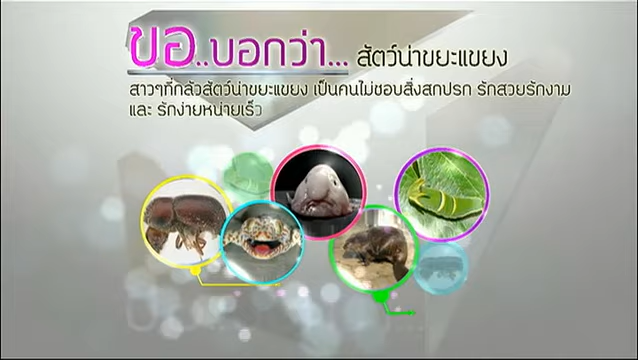 ขอ..บอกว่า... สัตว์น่าขยะแขยง
สาวๆที่กลัวสัตว์น่าขยะแขยง เป็นคนไม่ชอบสิ่งสกปรก รักสวยรักงาม
และ รักง่ายหน่ายเร็ว